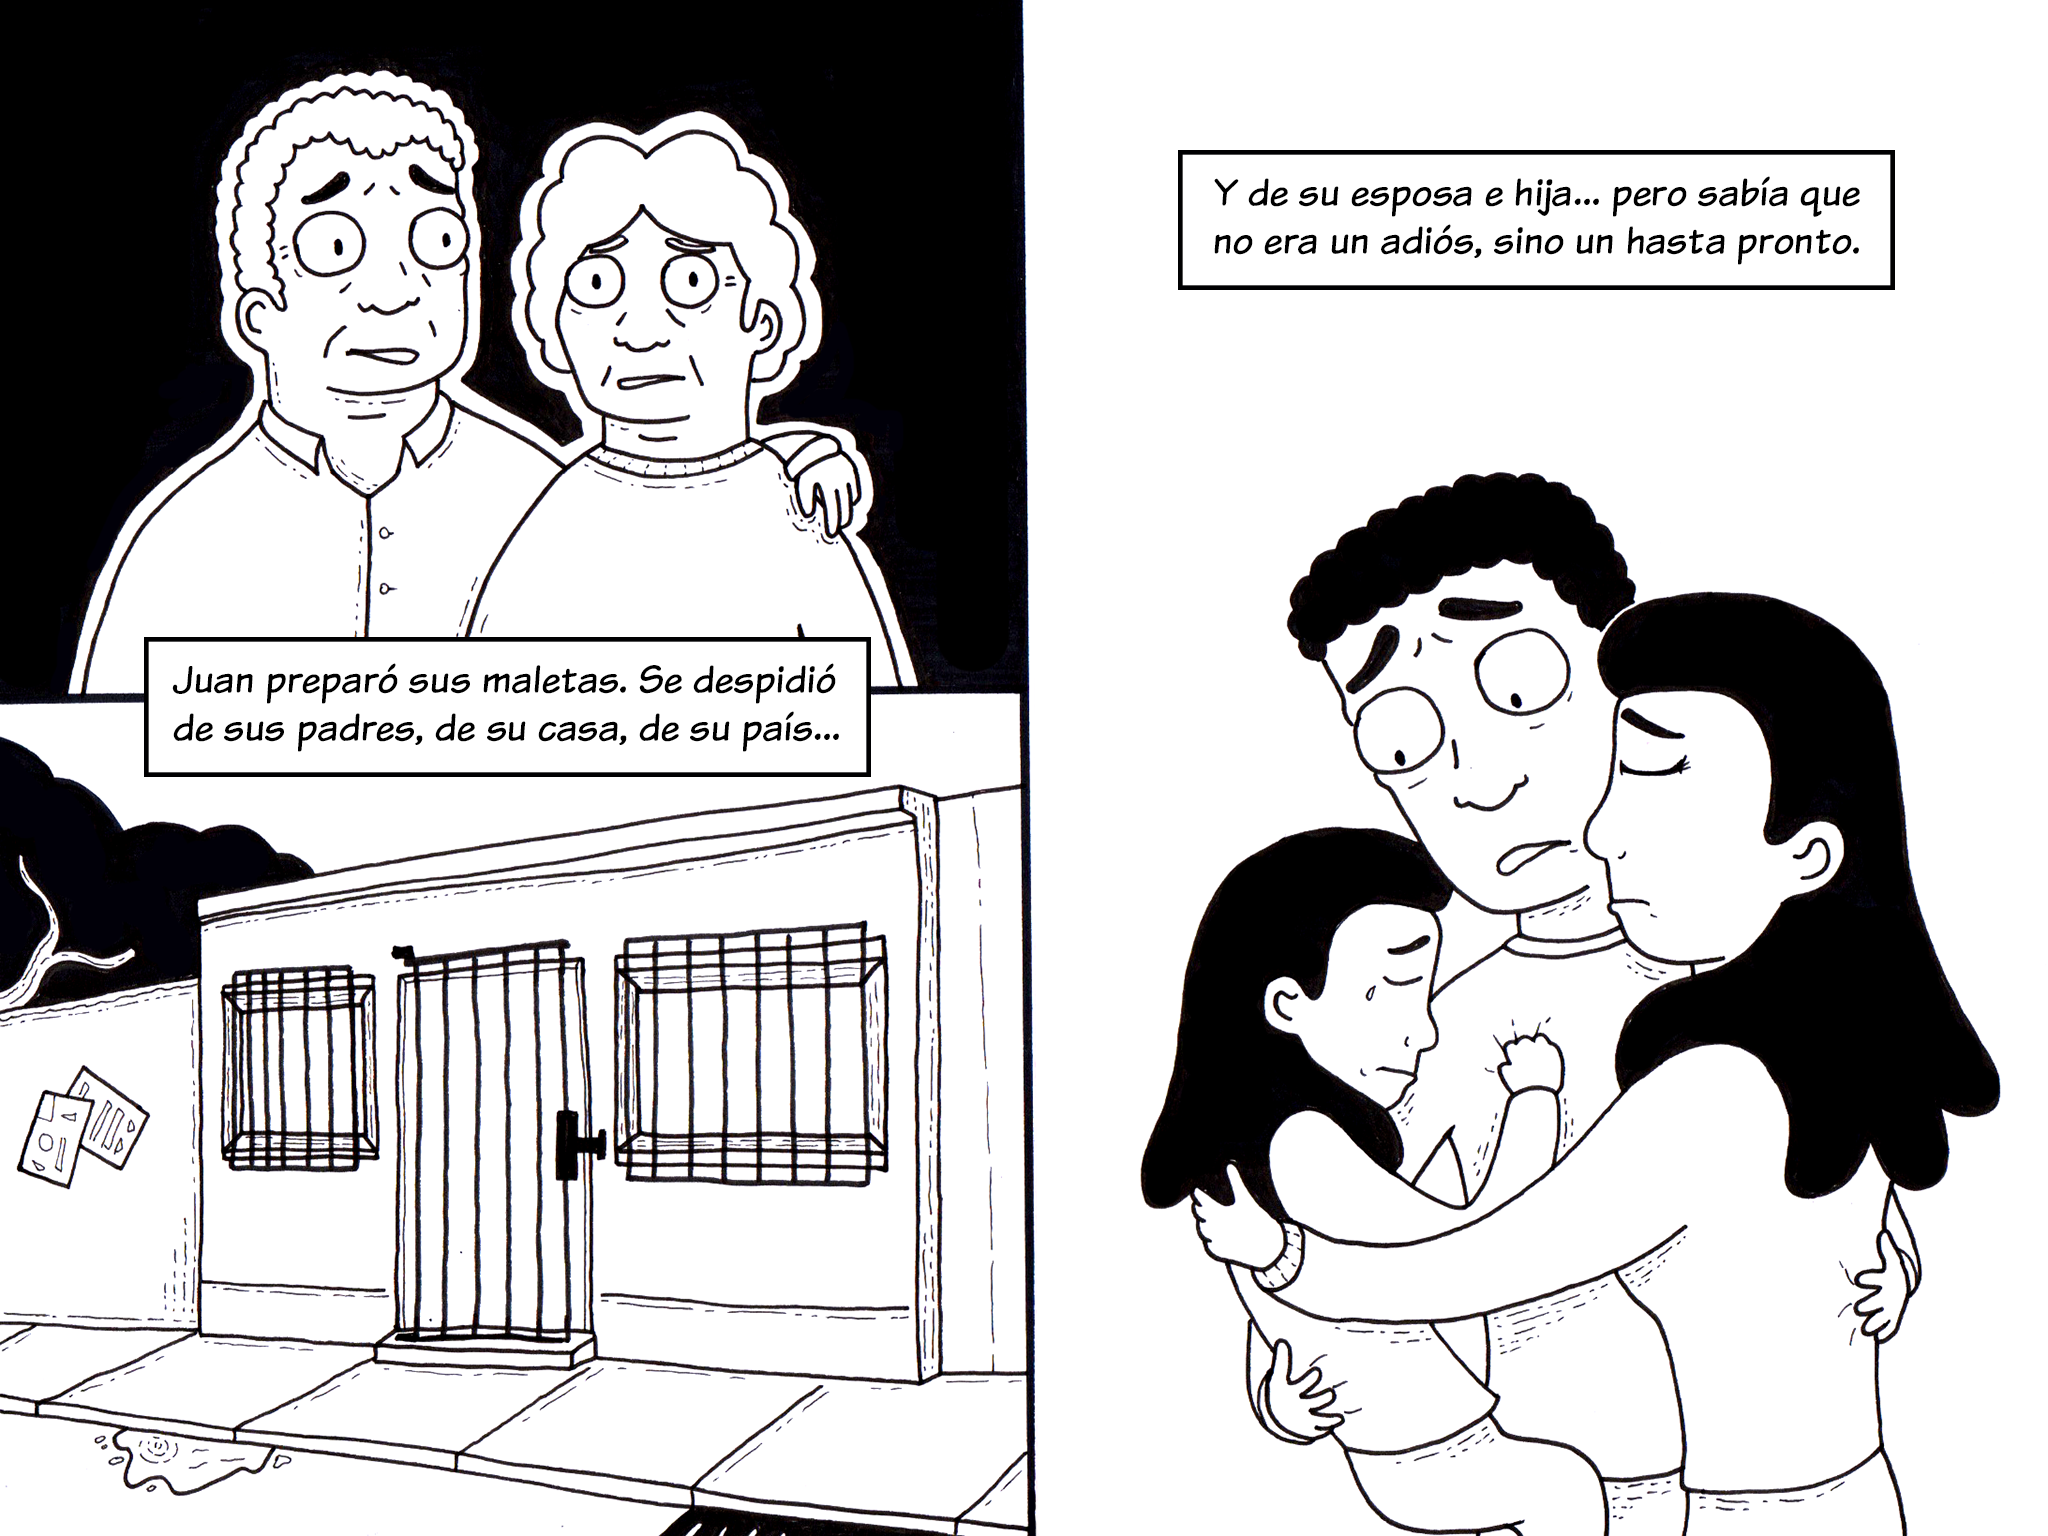 Juan preparó sus maletas. Se despidió
de sus padres, de su casa, de su país...
Y de su esposa e hija... pero sabía que
no era un adiós, sino un hasta pronto.